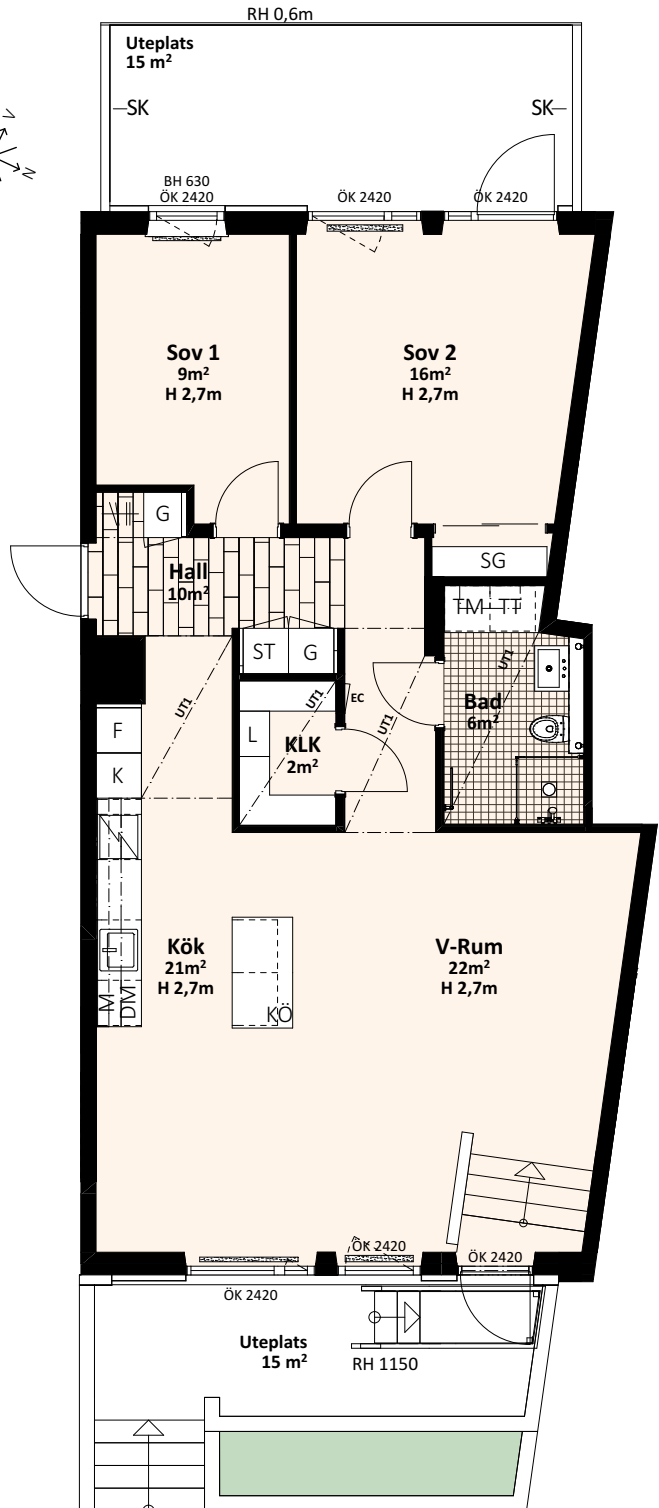 RH 0,6m
Uteplats
15 m²
SK
SK
V
N
BH 630
ÖK 2420
ÖK 2420
ÖK 2420
Sov 1
9m²
H 2,7m
Sov 2
16m²
H 2,7m
G
Hall
10m²
SG
TM
TT
ST
G
UT1
UT1
EC
UT1
UT1
Bad
6m²
F
L
KLK
2m²
K
Kök
21m²
H 2,7m
V-Rum
22m²
H 2,7m
M
DM
KÖ
ÖK 2420
ÖK 2420
ÖK 2420
Uteplats
15 m²
RH 1150